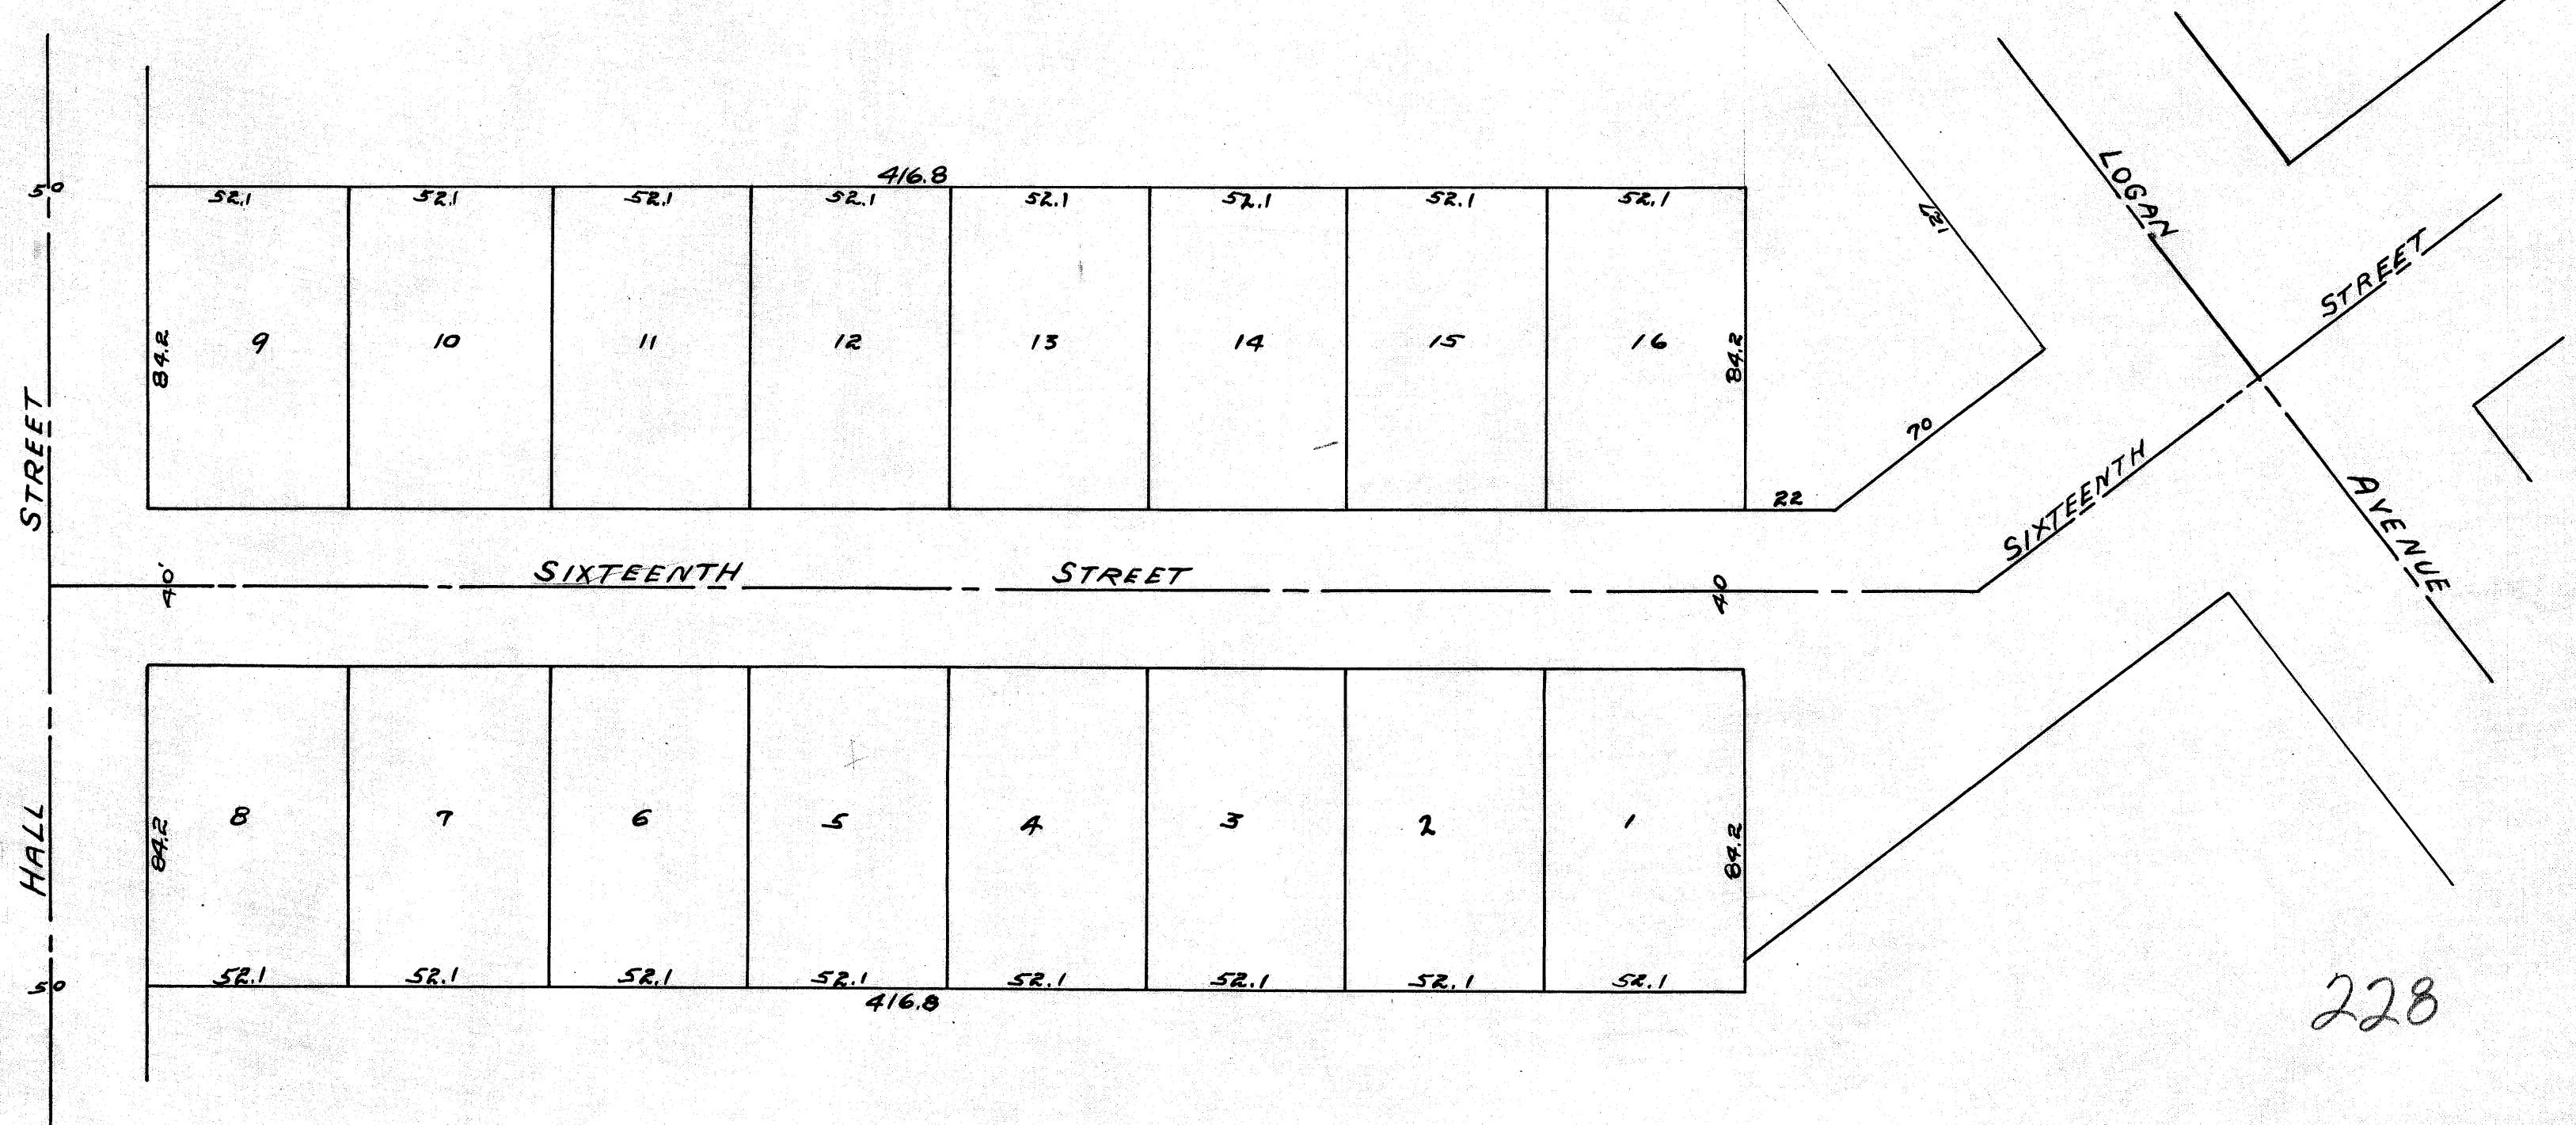 416.8
50
52.1 52.1 52.1 52.1 52.1 52.1 52.1 52.1
LOGAN
127
STREET
84.2 9 10 11 12 13 14 15 16 84.2
70
STREET
SIXTEENTH
AVENUE
22
40' SIXTEENTH STREET 40
HALL
84.2 8 7 6 5 4 3 2 1 84.2
50
52.1 52.1 52.1 52.1 52.1 52.1 52.1 52.1
416.8
228